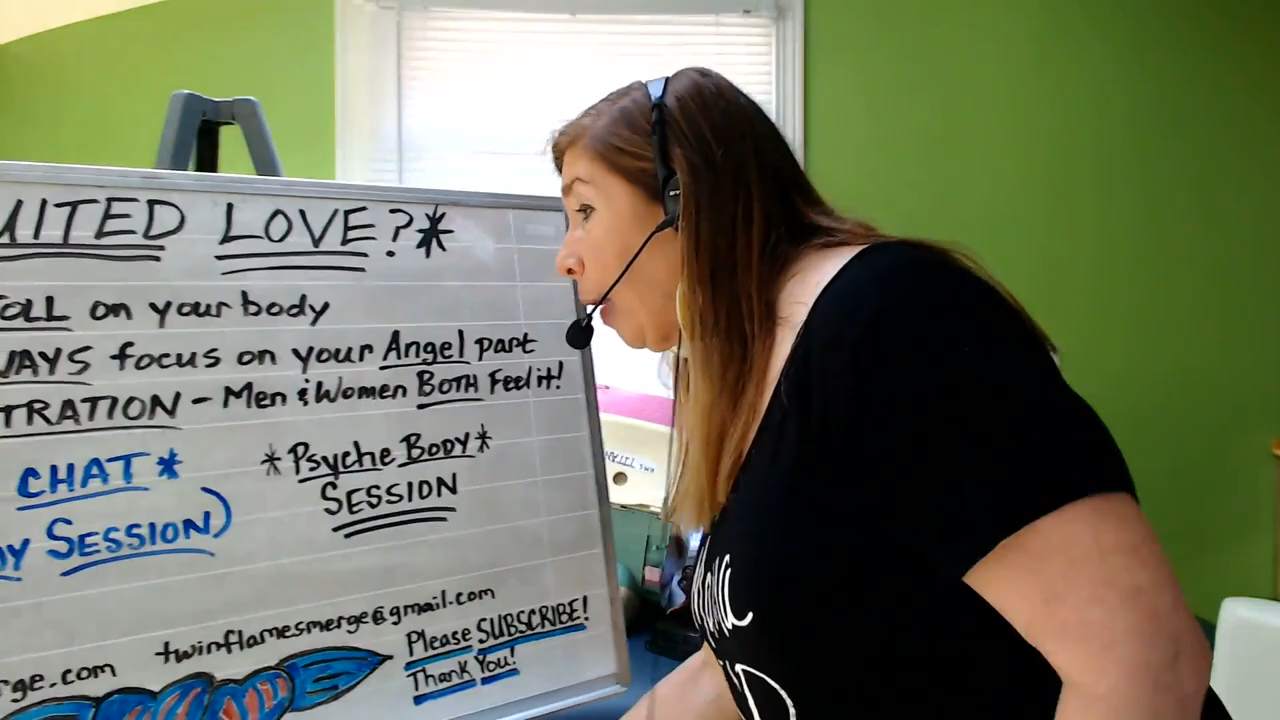 MITED LOVE?*
OLL on your body
WAYS focus on your Angel part
TRATION - Men & Women BOTH Feel it!
CHAT*
*Psyche BODY*
SESSION
SESSION)
twinflamesmerge@gmail.com
rge.com
Please SUBSCRIBE!
Thank You!